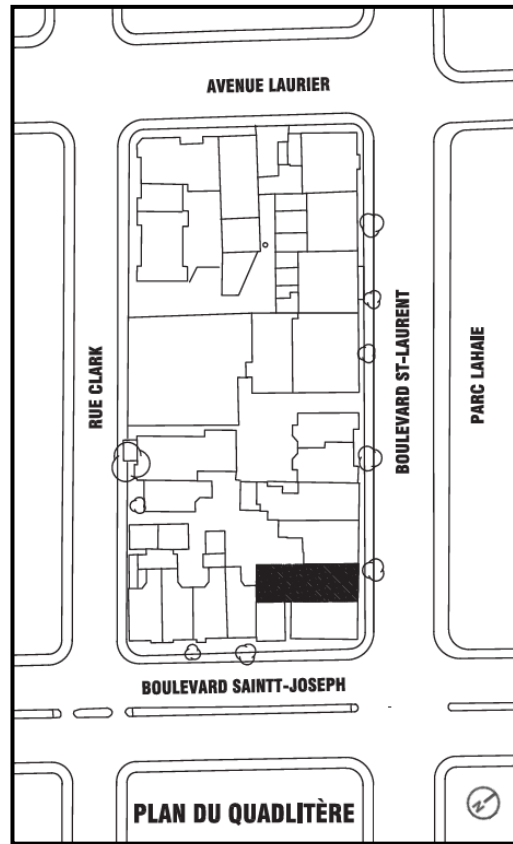 AVENUE LAURIER
RUE CLARK
BOULEVARD ST-LAURENT
PARC LAHAIE
BOULEVARD SAINTT-JOSEPH
PLAN DU QUADLITÈRE
N